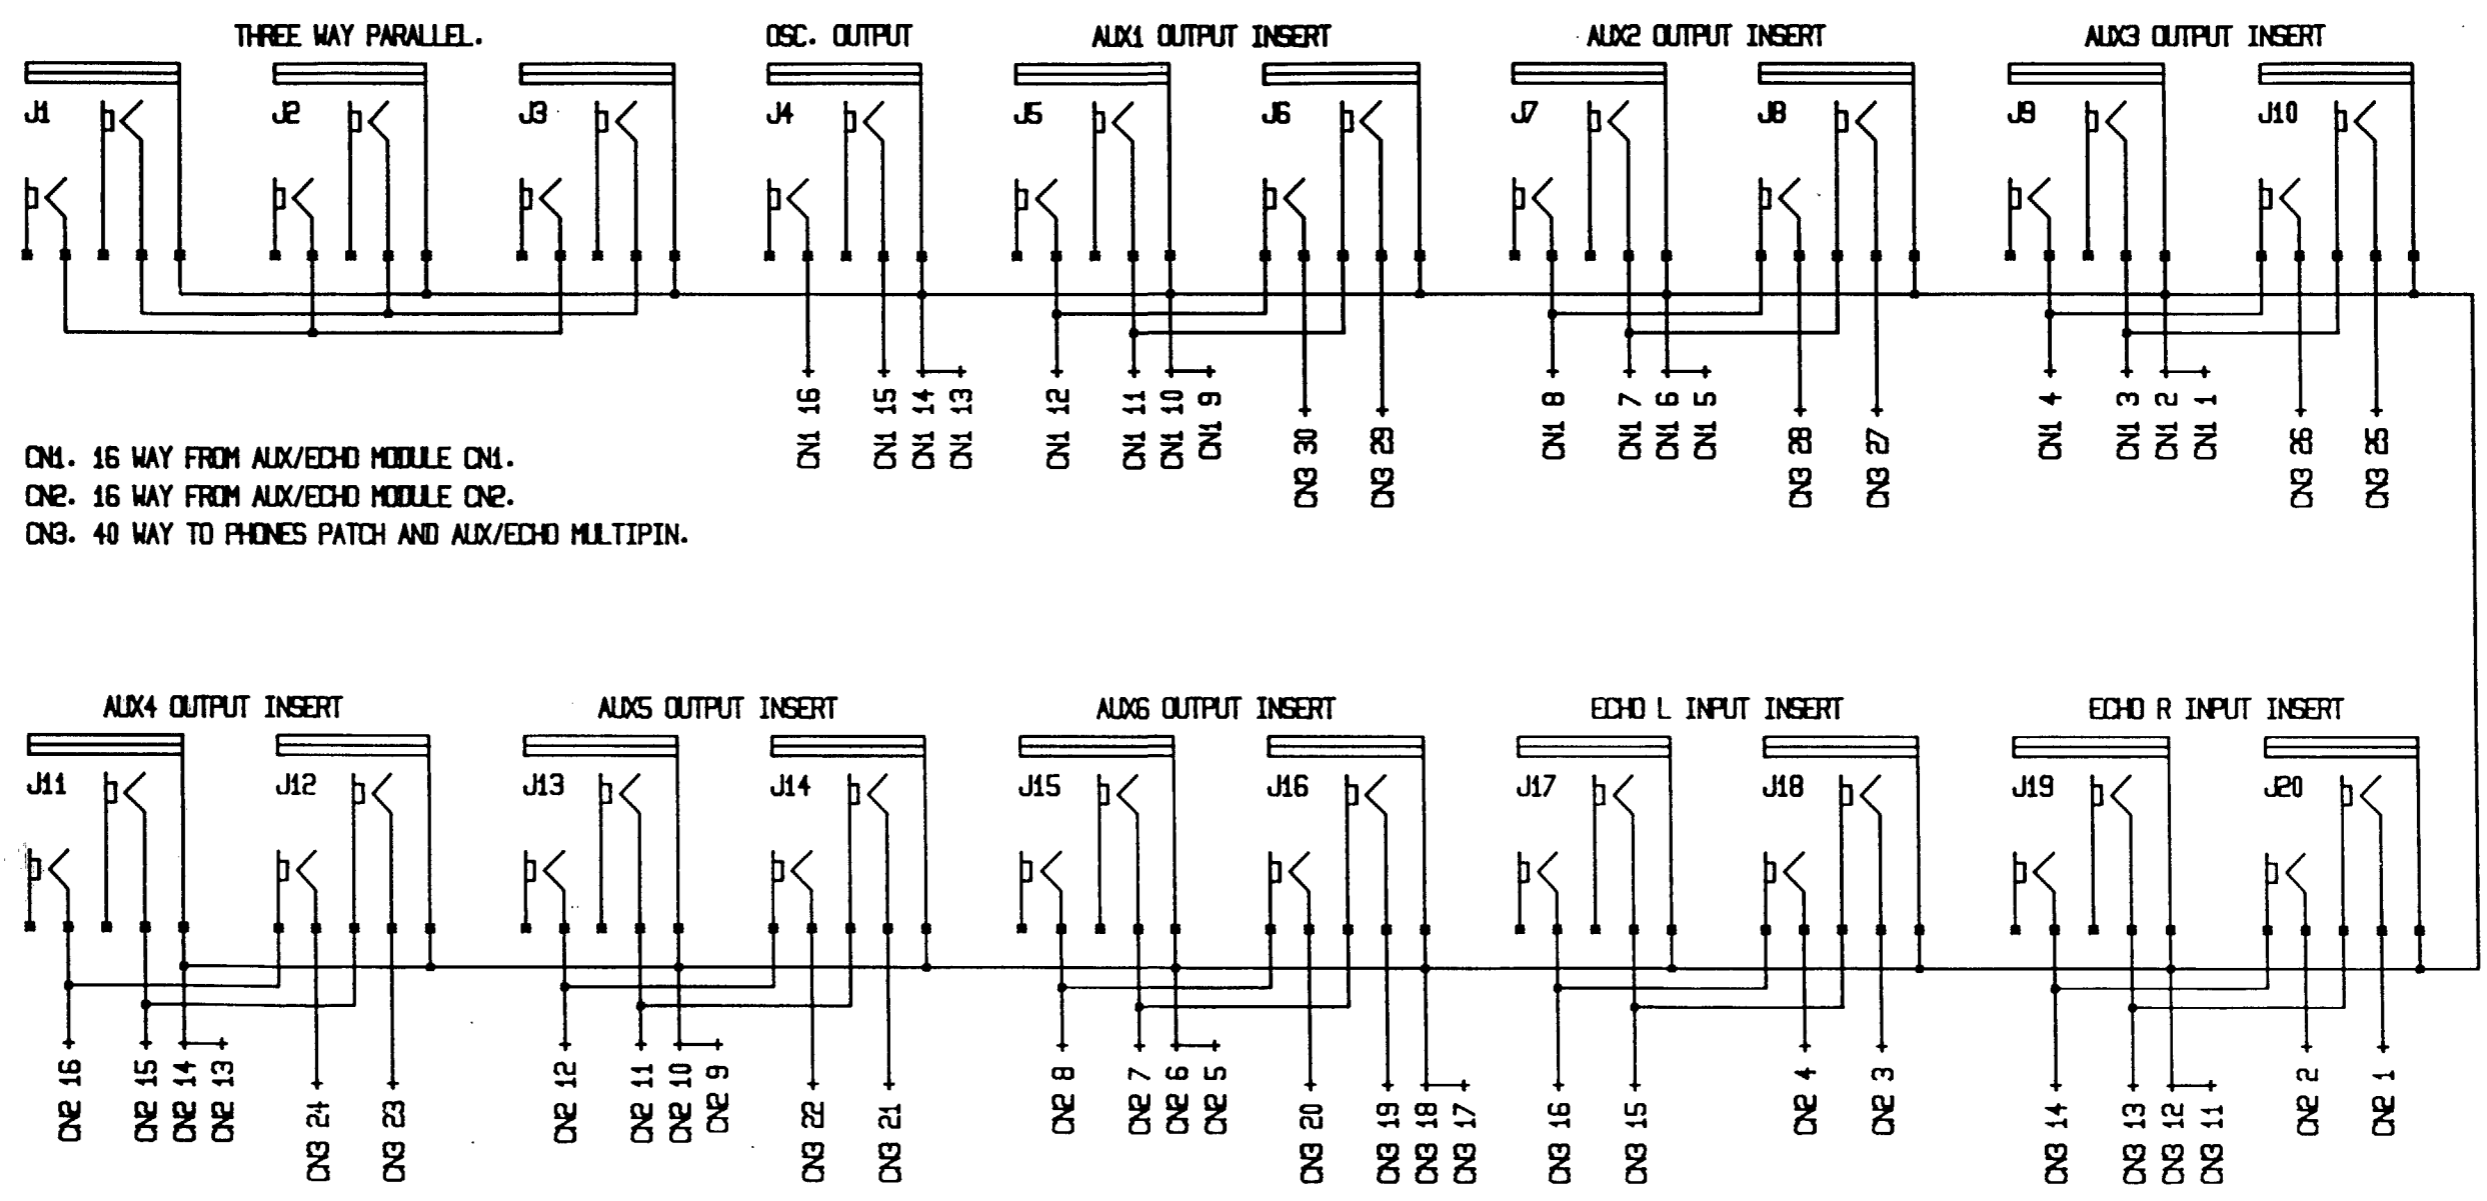 THREE WAY PARALLEL. OSC. OUTPUT AUX1 OUTPUT INSERT AUX2 OUTPUT INSERT AUX3 OUTPUT INSERT
J1 J2 J3 J4 J5 J6 J7 J8 J9 J10
CN1 16 CN1 15 CN1 14 CN1 13 CN1 12 CN1 11 CN1 10 CN1 9 CN3 30 CN3 29 CN1 8 CN1 7 CN1 6 CN1 5 CN3 28 CN3 27 CN1 4 CN1 3 CN1 2 CN1 1 CN3 26 CN3 25
CN1. 16 WAY FROM AUX/ECHO MODULE CN1.
CN2. 16 WAY FROM AUX/ECHO MODULE CN2.
CN3. 40 WAY TO PHONES PATCH AND AUX/ECHO MULTIPIN.
AUX4 OUTPUT INSERT AUX5 OUTPUT INSERT AUX6 OUTPUT INSERT ECHO L INPUT INSERT ECHO R INPUT INSERT
J11 J12 J13 J14 J15 J16 J17 J18 J19 J20
CN2 16 CN2 15 CN2 14 CN2 13 CN3 24 CN3 23 CN2 12 CN2 11 CN2 10 CN2 9 CN3 22 CN3 21 CN2 8 CN2 7 CN2 6 CN2 5 CN3 20 CN3 19 CN3 18 CN3 17 CN3 16 CN3 15 CN2 4 CN2 3 CN3 14 CN3 13 CN3 12 CN3 11 CN2 2 CN2 1